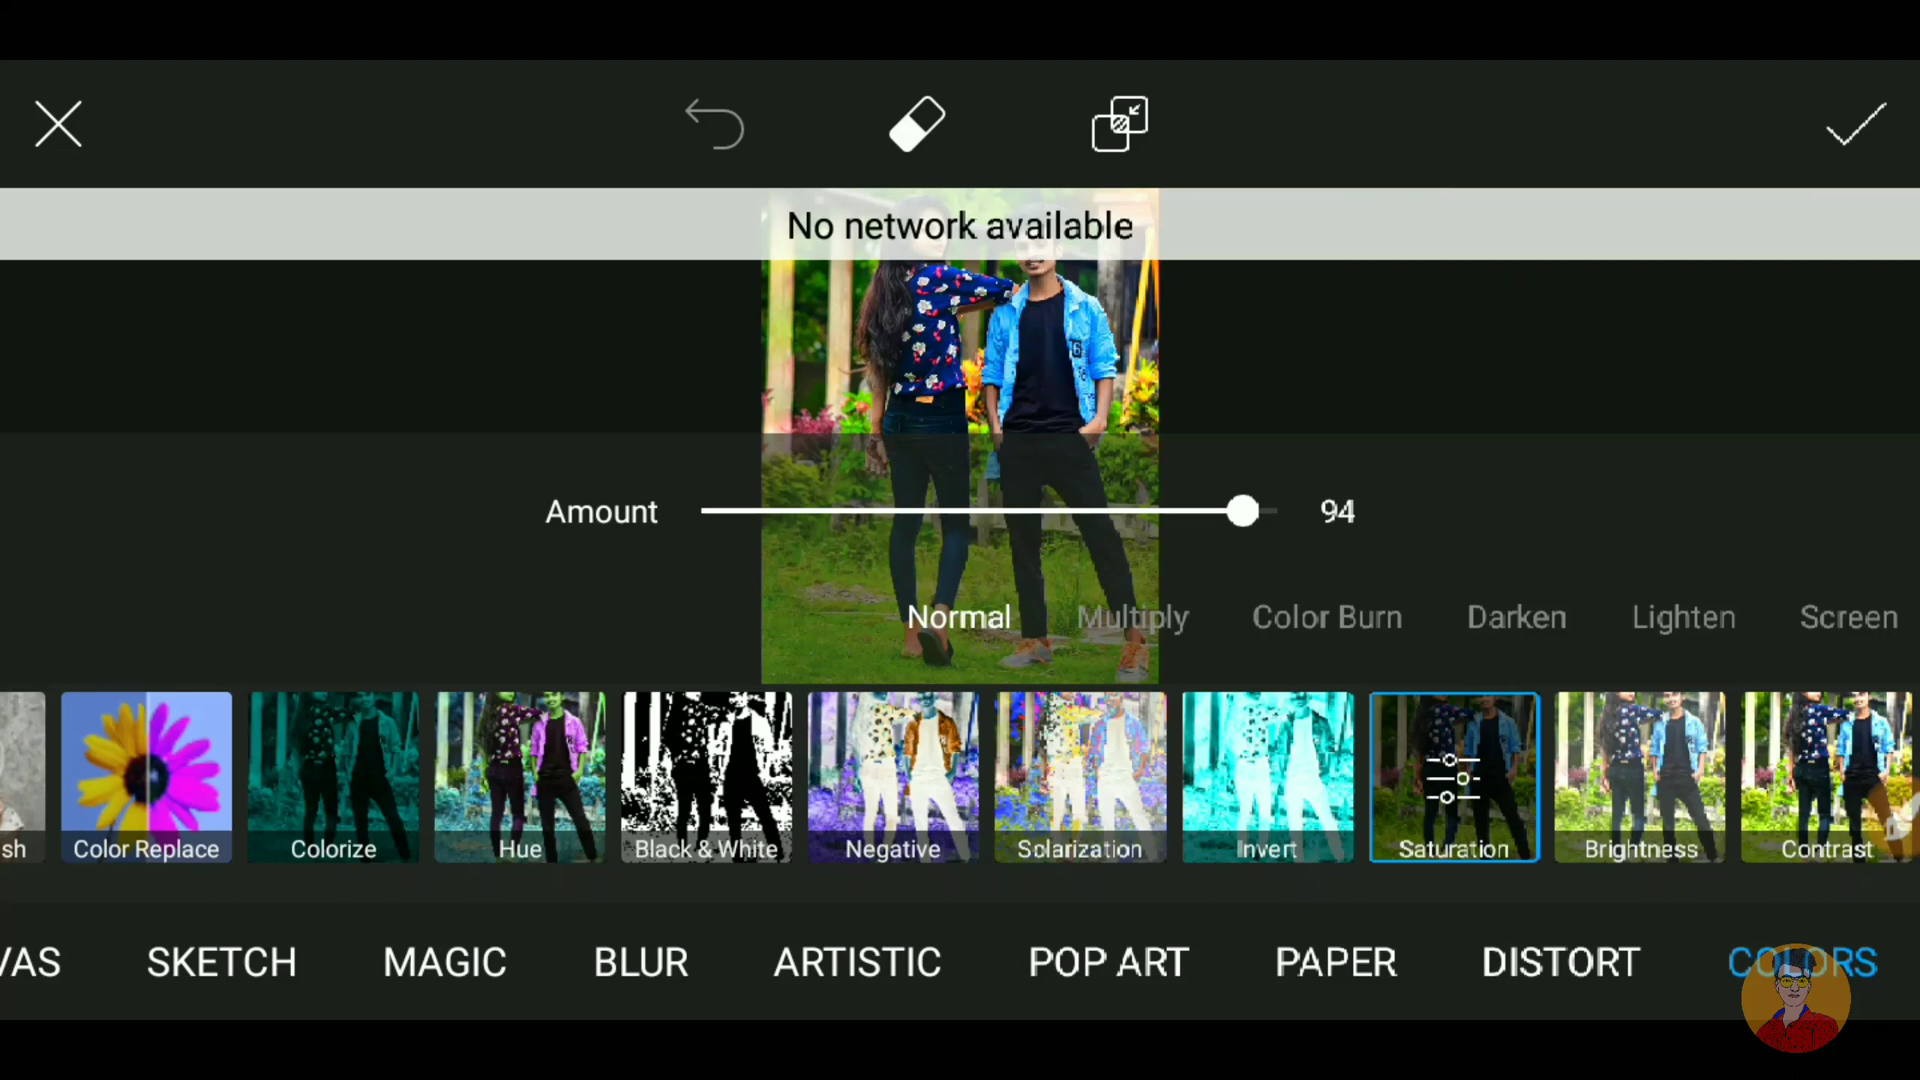 No network available
Amount 94
Normal Multiply Color Burn Darken Lighten Screen
sh Color Replace Colorize Hue Black & White Negative Solarization Invert Saturation Brightness Contrast
VAS SKETCH MAGIC BLUR ARTISTIC POP ART PAPER DISTORT COLORS